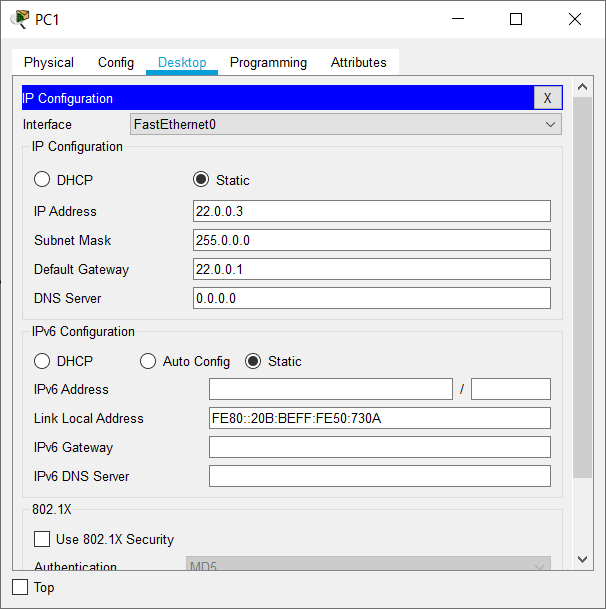 PC1
Physical Config Desktop Programming Attributes
IP Configuration X
Interface FastEthernet0
IP Configuration
DHCP Static
IP Address 22.0.0.3
Subnet Mask 255.0.0.0
Default Gateway 22.0.0.1
DNS Server 0.0.0.0
IPv6 Configuration
DHCP Auto Config Static
IPv6 Address /
Link Local Address FE80::20B:BEFF:FE50:730A
IPv6 Gateway
IPv6 DNS Server
802.1X
Use 802.1X Security
Authentication MD5
Top